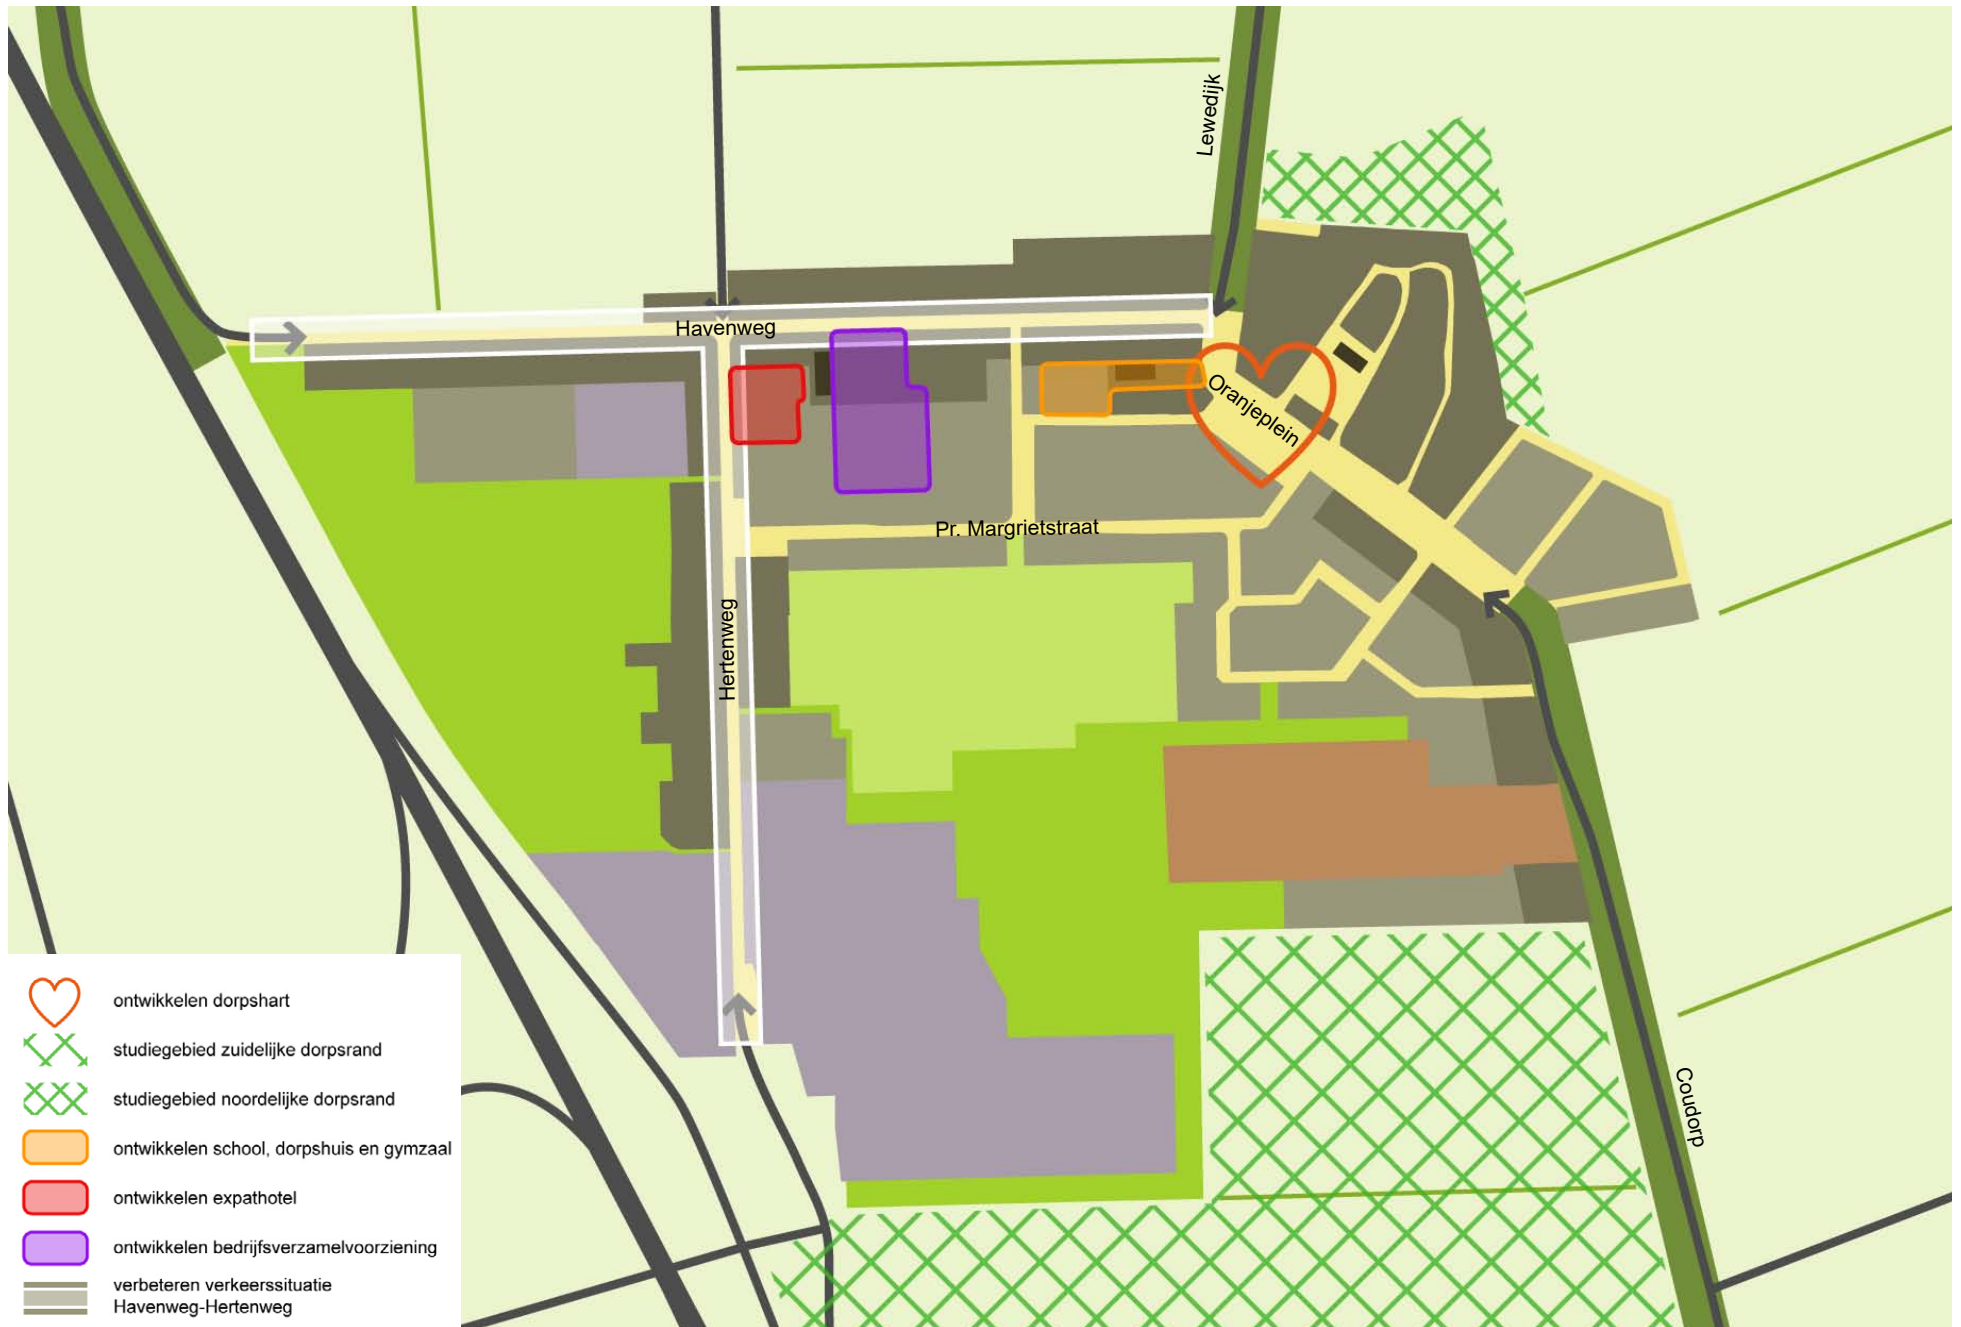 Lewedijk
Havenweg
Oranjeplein
Pr. Margrietstraat
Hertenweg
Coudorp
ontwikkelen dorpshart
studiegebied zuidelijke dorpsrand
studiegebied noordelijke dorpsrand
ontwikkelen school, dorpshuis en gymzaal
ontwikkelen expathotel
ontwikkelen bedrijfsverzamelvoorziening
verbeteren verkeerssituatie
Havenweg-Hertenweg